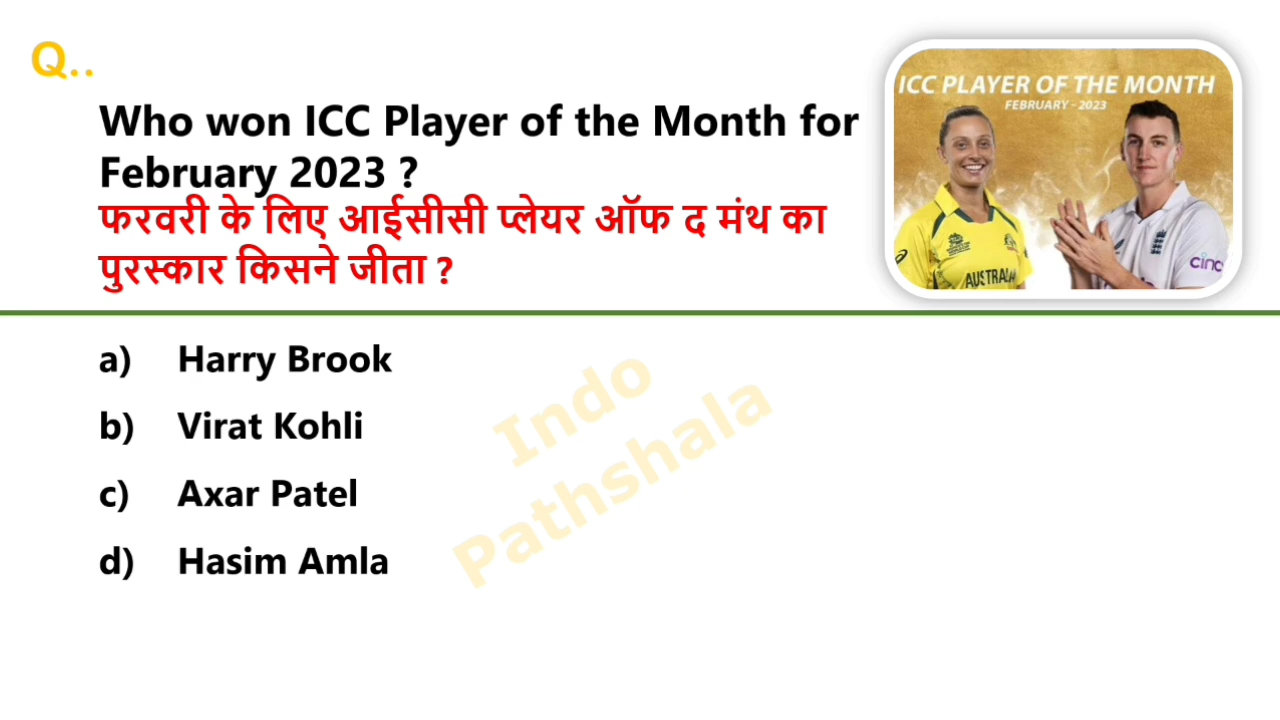 Q..
Who won ICC Player of the Month for
February 2023 ?
फरवरी के लिए आईसीसी प्लेयर ऑफ द मंथ का
पुरस्कार किसने जीता ?
ICC PLAYER OF THE MONTH
FEBRUARY - 2023
AUSTRALIA
cinc
a) Harry Brook
b) Virat Kohli
c) Axar Patel
d) Hasim Amla
Indo
Pathshala